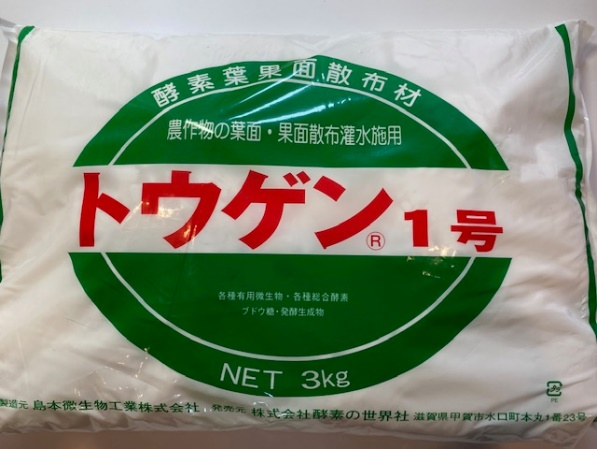 酵素葉果面散布材
農作物の葉面・果面散布灌水施用
トウゲン® 1号
各種有用微生物・各種総合酵素
ブドウ糖・発酵生成物
NET 3kg
製造元 島本微生物工業株式会社 発売元 株式会社酵素の世界社 滋賀県甲賀市水口町本丸1番23号